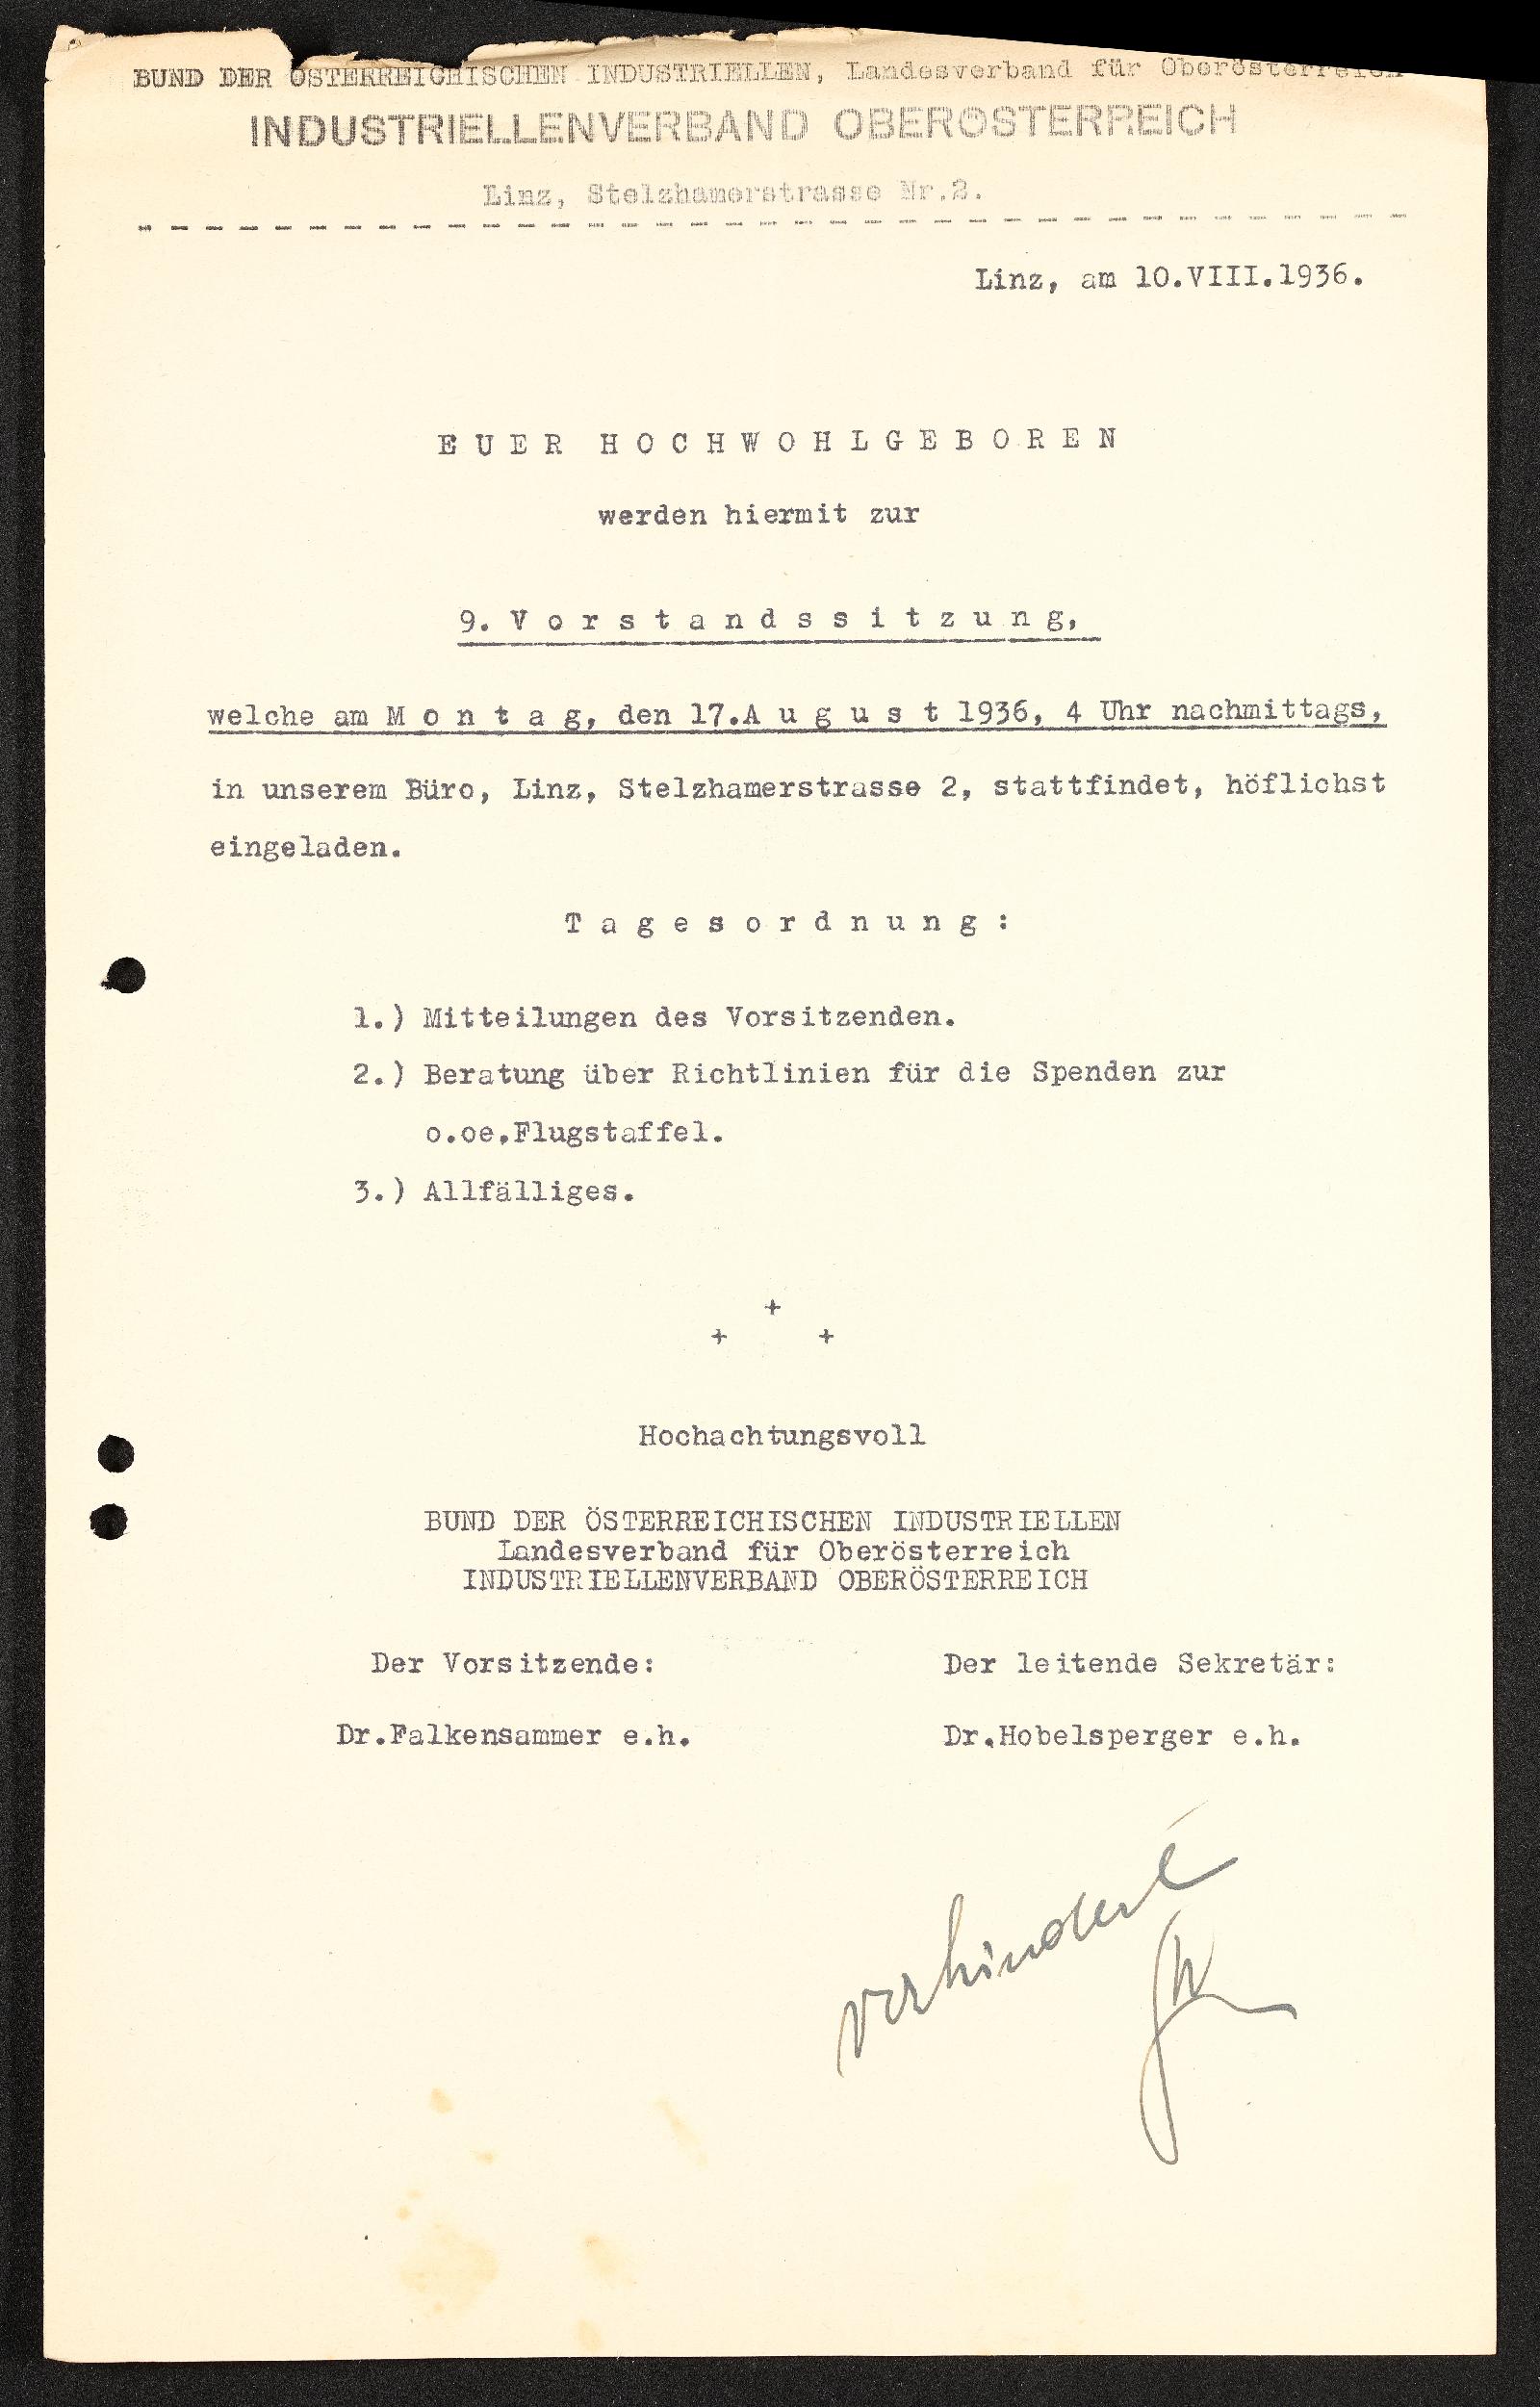 BUND DER ÖSTERREICHISCHEN INDUSTRIELLEN, Landesverband für Oberösterreich
INDUSTRIELLENVERBAND OBERÖSTERREICH
Linz, Stelzhamerstrasse Nr.2.
Linz, am 10.VIII.1936.
E U E R H O C H W O H L G E B O R E N
werden hiermit zur
9. V o r s t a n d s s i t z u n g,
welche am M o n t a g, den 17.A u g u s t 1936, 4 Uhr nachmittags,
in unserem Büro, Linz, Stelzhamerstrasse 2, stattfindet, höflichst
eingeladen.
T a g e s o r d n u n g :
1.) Mitteilungen des Vorsitzenden.
2.) Beratung über Richtlinien für die Spenden zur
o.oe.Flugstaffel.
3.) Allfälliges.
+
+ +
Hochachtungsvoll
BUND DER ÖSTERREICHISCHEN INDUSTRIELLEN
Landesverband für Oberösterreich
INDUSTRIELLENVERBAND OBERÖSTERREICH
Der Vorsitzende: Der leitende Sekretär:
Dr.Falkensammer e.h. Dr.Hobelsperger e.h.
verhindert